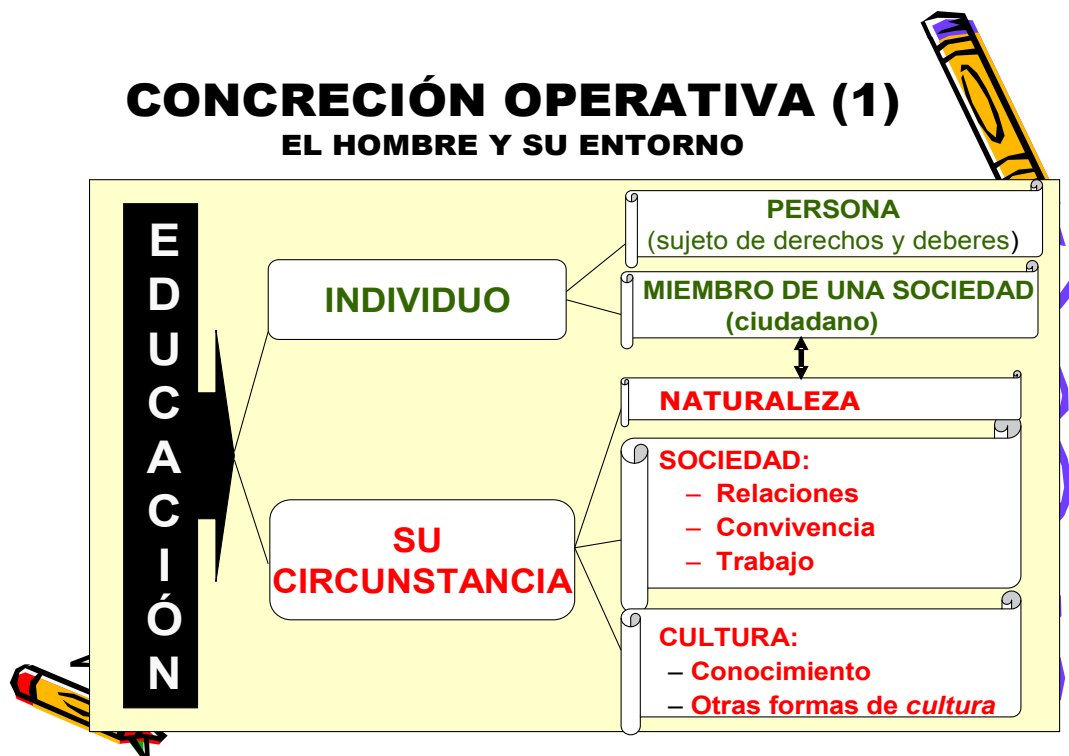 CONCRECIÓN OPERATIVA (1)
EL HOMBRE Y SU ENTORNO
EDUCACIÓN
INDIVIDUO
PERSONA
(sujeto de derechos y deberes)
MIEMBRO DE UNA SOCIEDAD
(ciudadano)
SU
CIRCUNSTANCIA
NATURALEZA
SOCIEDAD:
– Relaciones
– Convivencia
– Trabajo
CULTURA:
– Conocimiento
– Otras formas de cultura